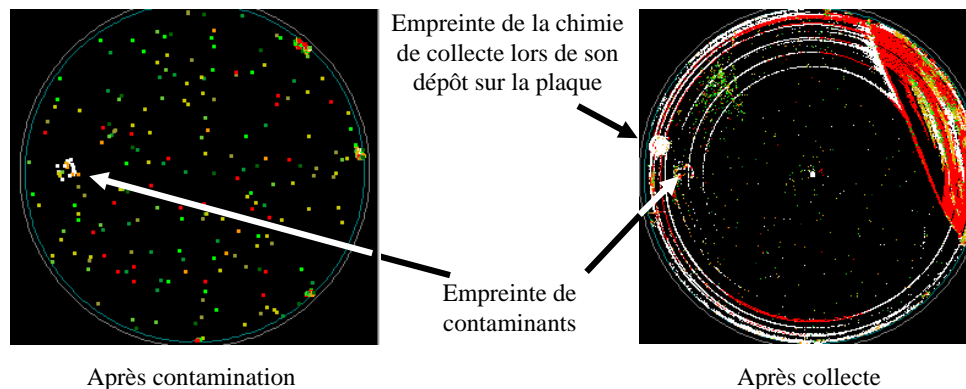 Empreinte de la chimie
de collecte lors de son
dépôt sur la plaque
Empreinte de
contaminants
Après contamination
Après collecte